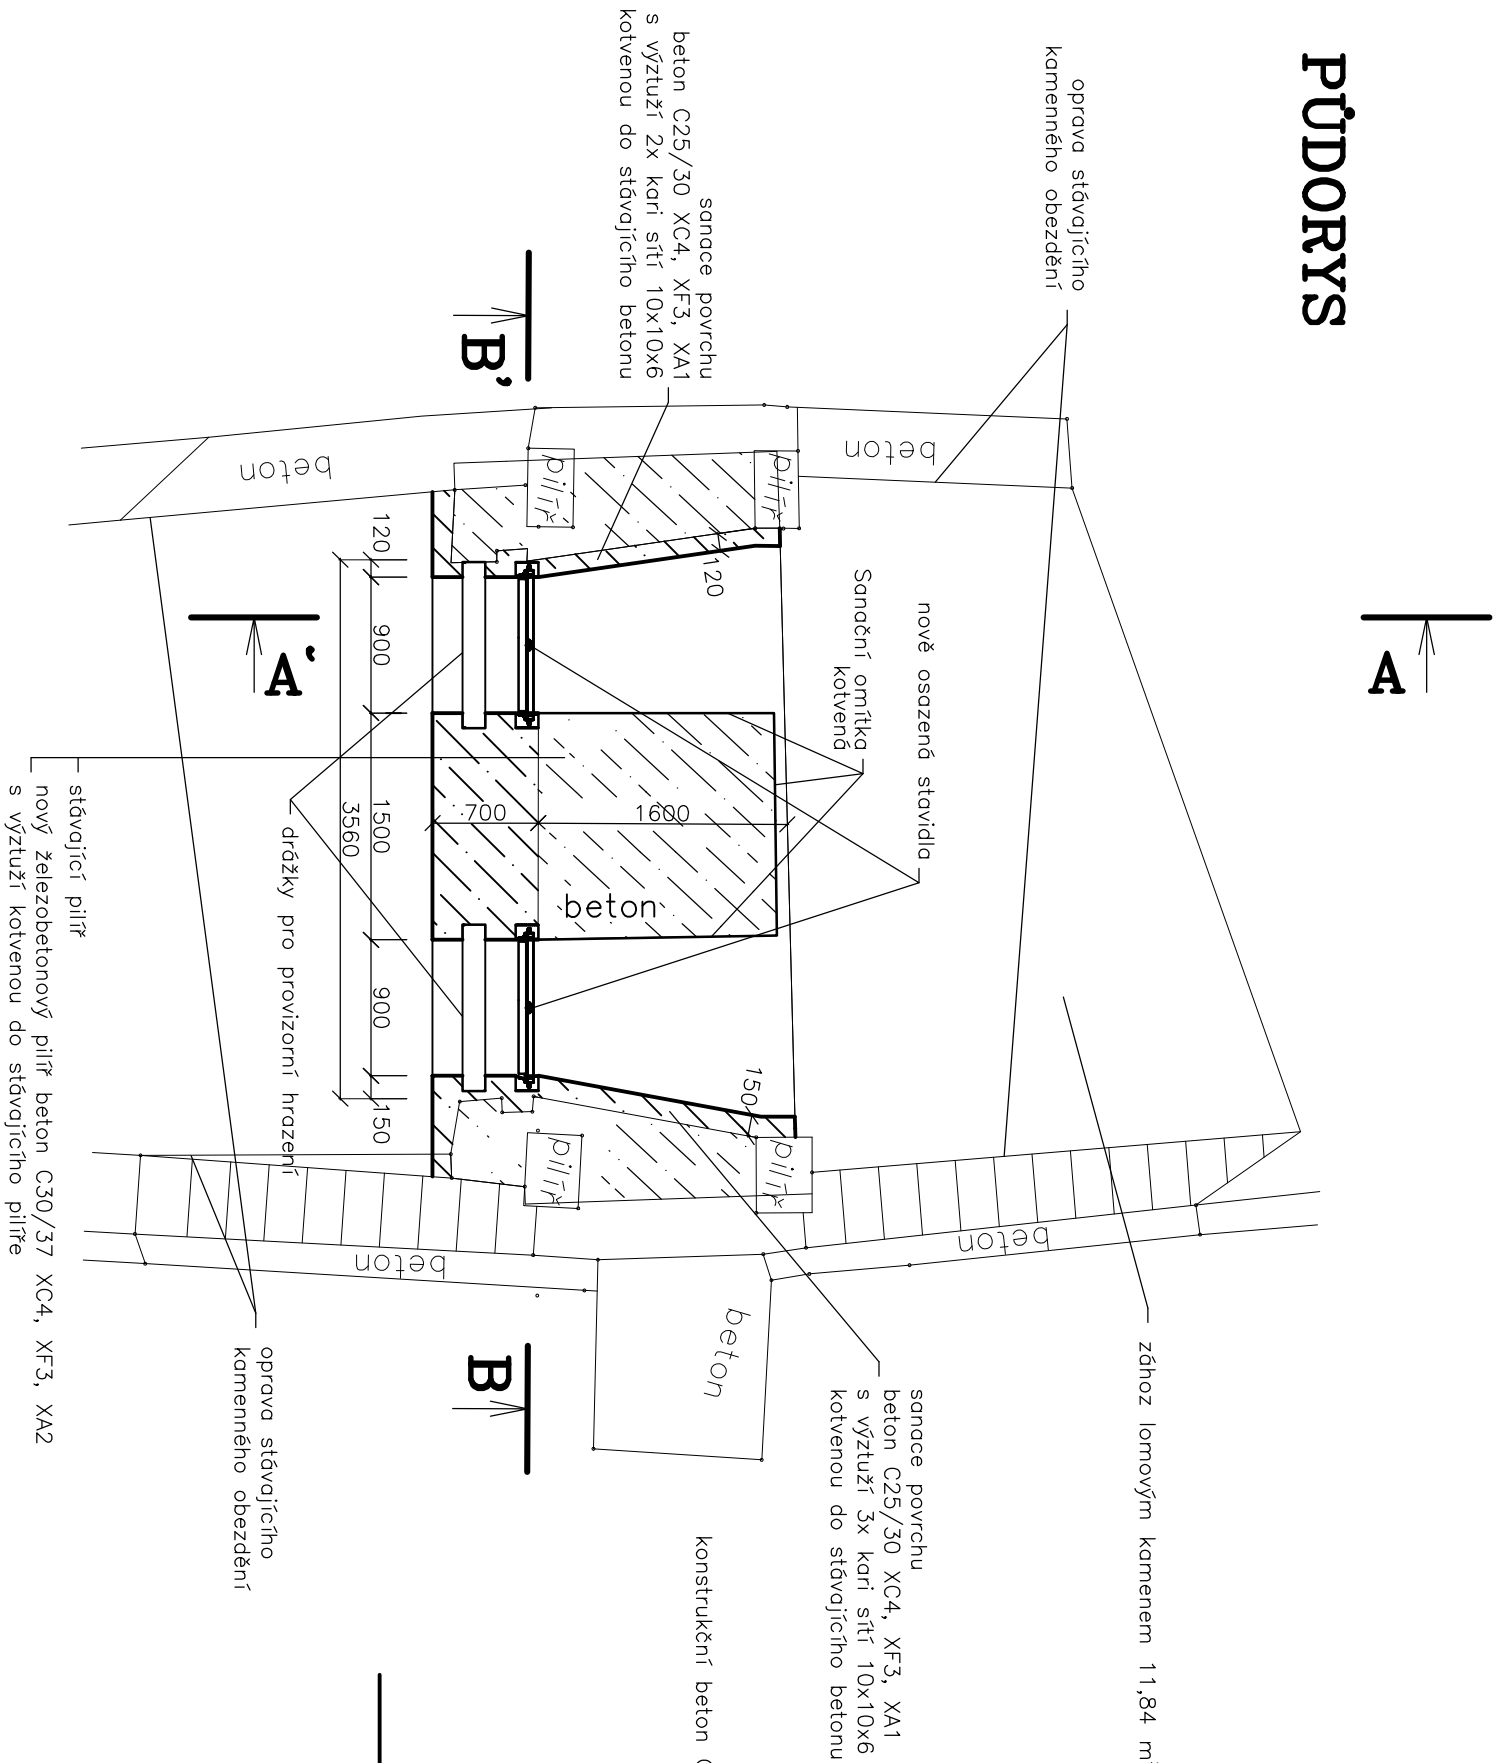 PŮDORYS
oprava stávajícího
kamenného obezdění
sanace povrchu
beton C25/30 XC4, XF3, XA1
s výztuží 2x kari sítí 10x10x6
kotvenou do stávajícího betonu
A
A'
B'
B
beton
beton
pilíř
pilíř
120
nově osazená stavidla
Sanační omítka
kotvená
120
900
1500
900
150
3560
700
1600
beton
150
drážky pro provizorní hrazení
stávající pilíř
nový železobetonový pilíř beton C30/37 XC4, XF3, XA2
s výztuží kotvenou do stávajícího pilíře
pilíř
pilíř
beton
beton
beton
zához lomovým kamenem 11,84
sanace povrchu
beton C25/30 XC4, XF3, XA1
s výztuží 3x kari sítí 10x10x6
kotvenou do stávajícího betonu
konstrukční beton
oprava stávajícího
kamenného obezdění